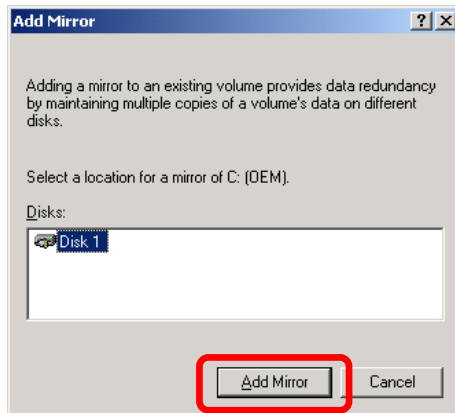 Add Mirror
Adding a mirror to an existing volume provides data redundancy
by maintaining multiple copies of a volume's data on different
disks.
Select a location for a mirror of C: (OEM).
Disks:
Disk 1
Add Mirror Cancel